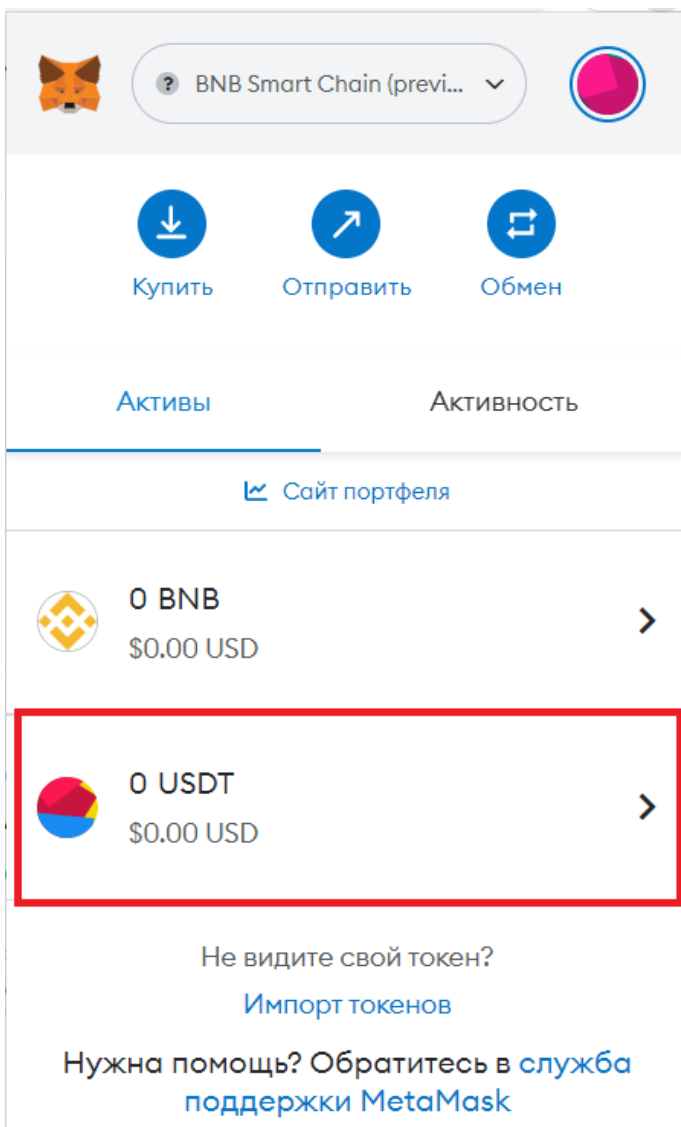 BNB Smart Chain (previ...
Купить
Отправить
Обмен
Активы
Активность
Сайт портфеля
0 BNB
$0.00 USD
0 USDT
$0.00 USD
Не видите свой токен?
Импорт токенов
Нужна помощь? Обратитесь в служба
поддержки MetaMask